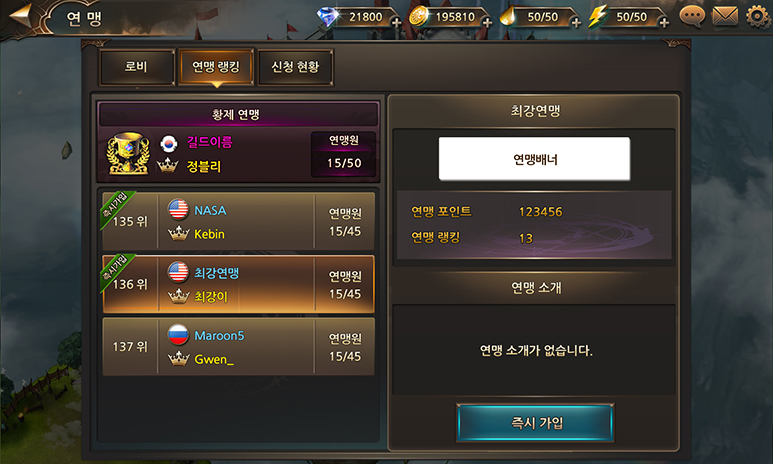 연 맹
21800
195810
50/50
50/50
로비
연맹 랭킹
신청 현황
황제 연맹
길드이름
정블리
연맹원
15/50
즉시가입
135 위
NASA
Kebin
연맹원
15/45
즉시가입
136 위
최강연맹
최강이
연맹원
15/45
137 위
Maroon5
Gwen_
연맹원
15/45
최강연맹
연맹배너
연맹 포인트 123456
연맹 랭킹 13
연맹 소개
연맹 소개가 없습니다.
즉시 가입